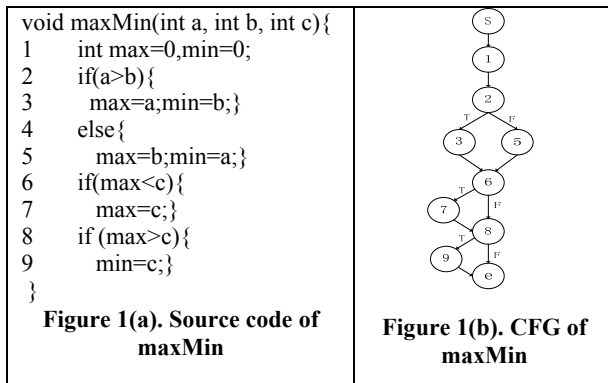 void maxMin(int a, int b, int c){
1 int max=0,min=0;
2 if(a>b){
3 max=a;min=b;}
4 else{
5 max=b;min=a;}
6 if(max<c){
7 max=c;}
8 if (max>c){
9 min=c;}
}
Figure 1(a). Source code of
maxMin
S
1
2
T F
3 5
6
T F
7
8
T F
9
e
Figure 1(b). CFG of
maxMin